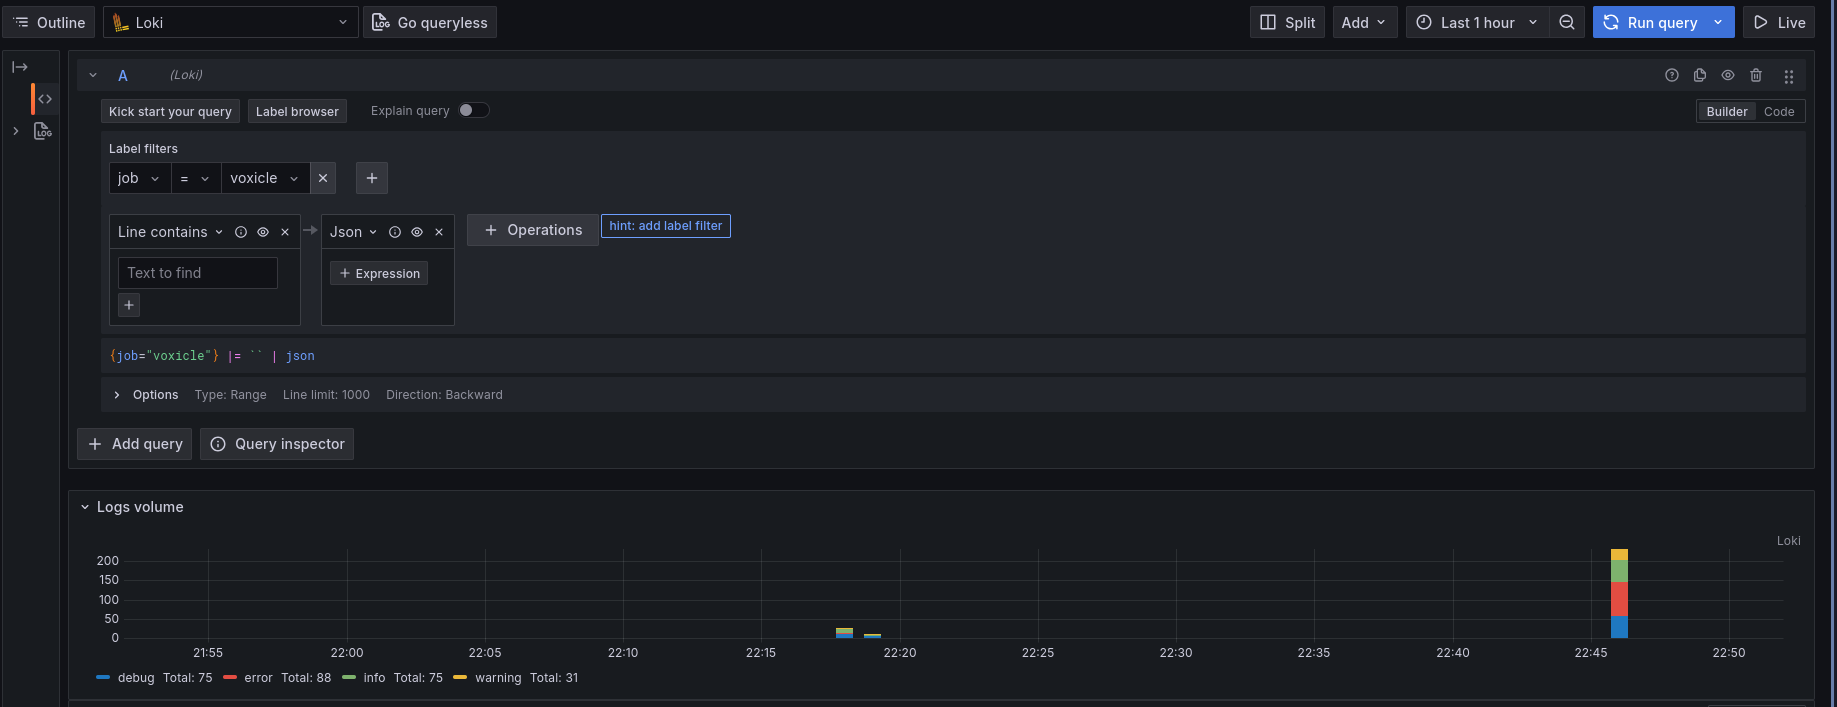 Outline Loki Go queryless Split Add Last 1 hour Run query Live
A (Loki)
Kick start your query Label browser Explain query Builder Code
Label filters
job = voxicle
Line contains Json Operations hint: add label filter
Text to find Expression
{job="voxicle"} |= `` | json
Options Type: Range Line limit: 1000 Direction: Backward
Add query Query inspector
Logs volume
Loki
200
150
100
50
0
21:55 22:00 22:05 22:10 22:15 22:20 22:25 22:30 22:35 22:40 22:45 22:50
debug Total: 75 error Total: 88 info Total: 75 warning Total: 31